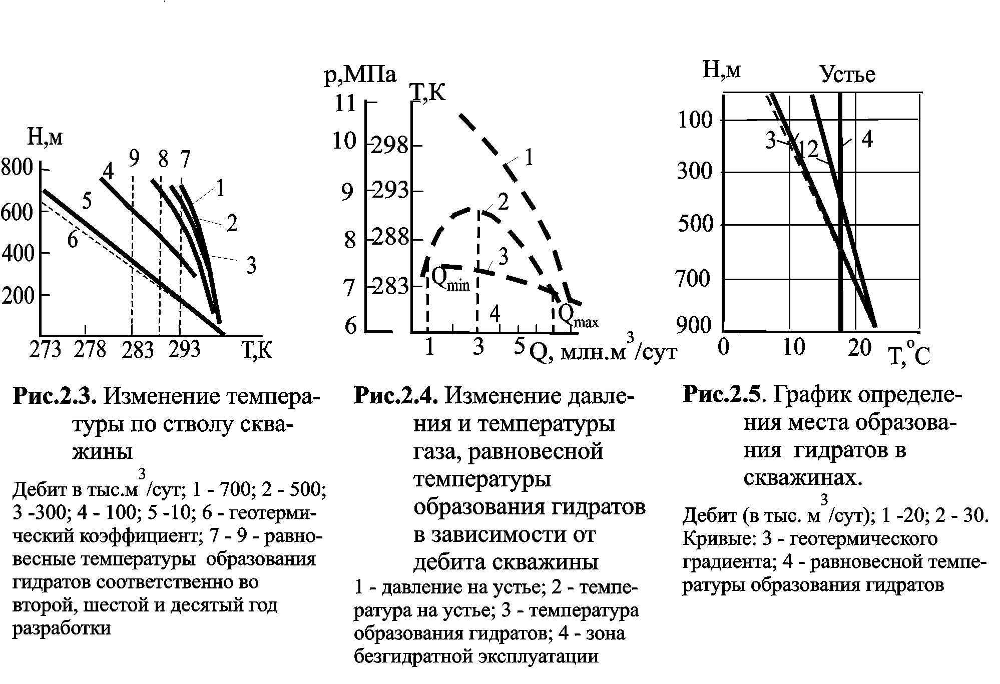 H,м
800
600
400
200
273 278 283 293 T,K
4 9 8 7
5
6
1
2
3
р,МПа
T,K
11
10
9
8
7
6
298
293
288
283
1
2
3
4
Qmin
Qmax
1 3 5 Q, млн.м³/сут
H,м Устье
100
300
500
700
900
3 12 4
0 10 20 T,°C
Рис.2.3. Изменение темпера-
туры по стволу сква-
жины
Дебит в тыс.м³/сут; 1 - 700; 2 - 500;
3 -300; 4 - 100; 5 -10; 6 - геотерми-
ческий коэффициент; 7 - 9 - равно-
весные температуры образования
гидратов соответственно во
второй, шестой и десятый год
разработки
Рис.2.4. Изменение давле-
ния и температуры
газа, равновесной
температуры
образования гидратов
в зависимости от
дебита скважины
1 - давление на устье; 2 - темпе-
ратура на устье; 3 - температура
образования гидратов; 4 - зона
безгидратной эксплуатации
Рис.2.5. График определе-
ния места образова-
ния гидратов в
скважинах.
Дебит (в тыс. м³/сут); 1 -20; 2 - 30.
Кривые: 3 - геотермического
градиента; 4 - равновесной темпе-
ратуры образования гидратов